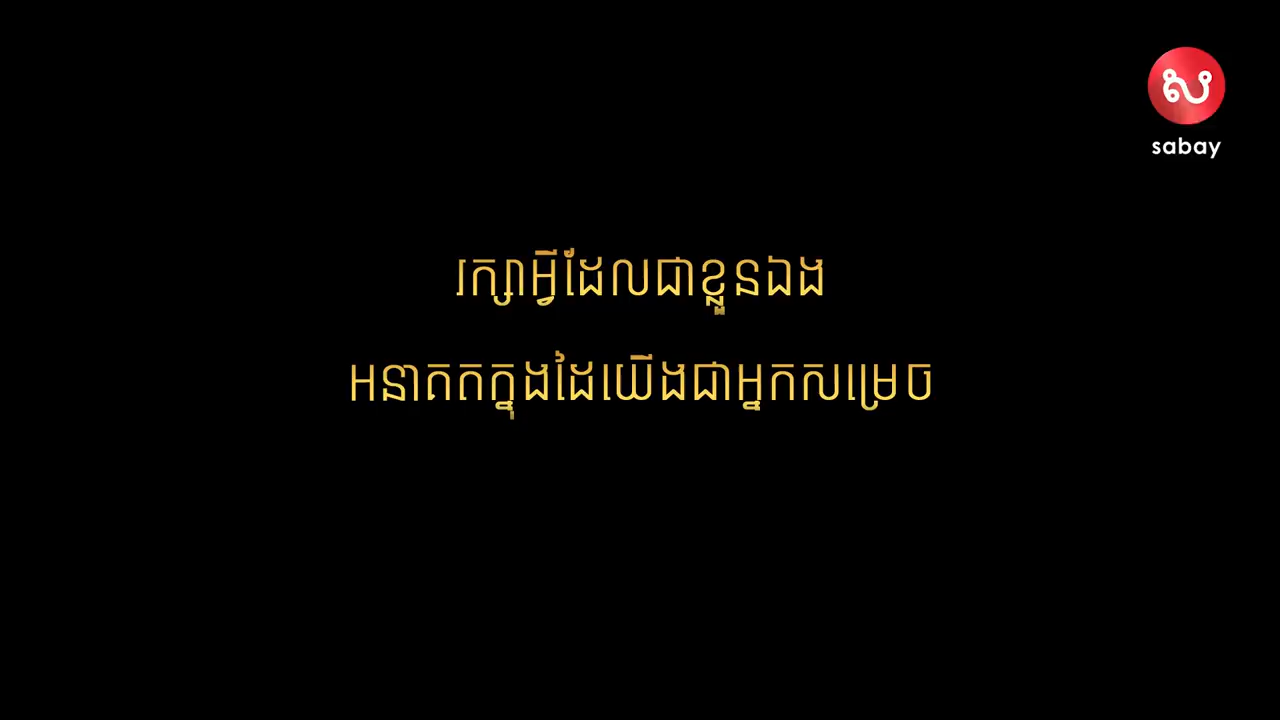 សំ
sabay
រក្សាអ្វីដែលជាខ្លួនឯង
អនាគតក្នុងដៃយើងជាអ្នកសម្រេច